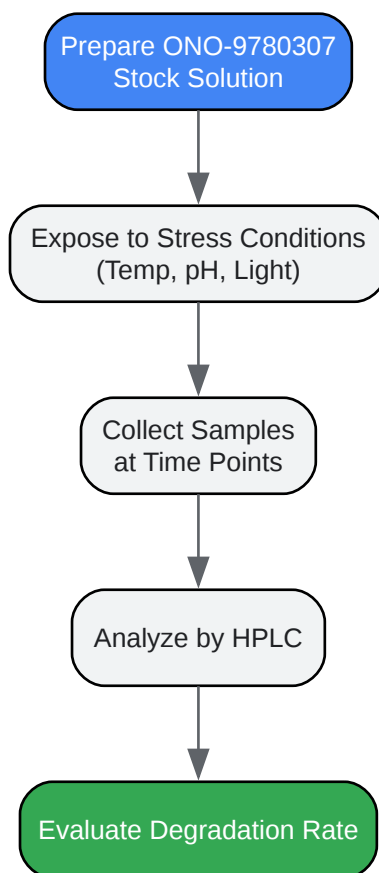 Prepare ONO-9780307
Stock Solution
Expose to Stress Conditions
(Temp, pH, Light)
Collect Samples
at Time Points
Analyze by HPLC
Evaluate Degradation Rate